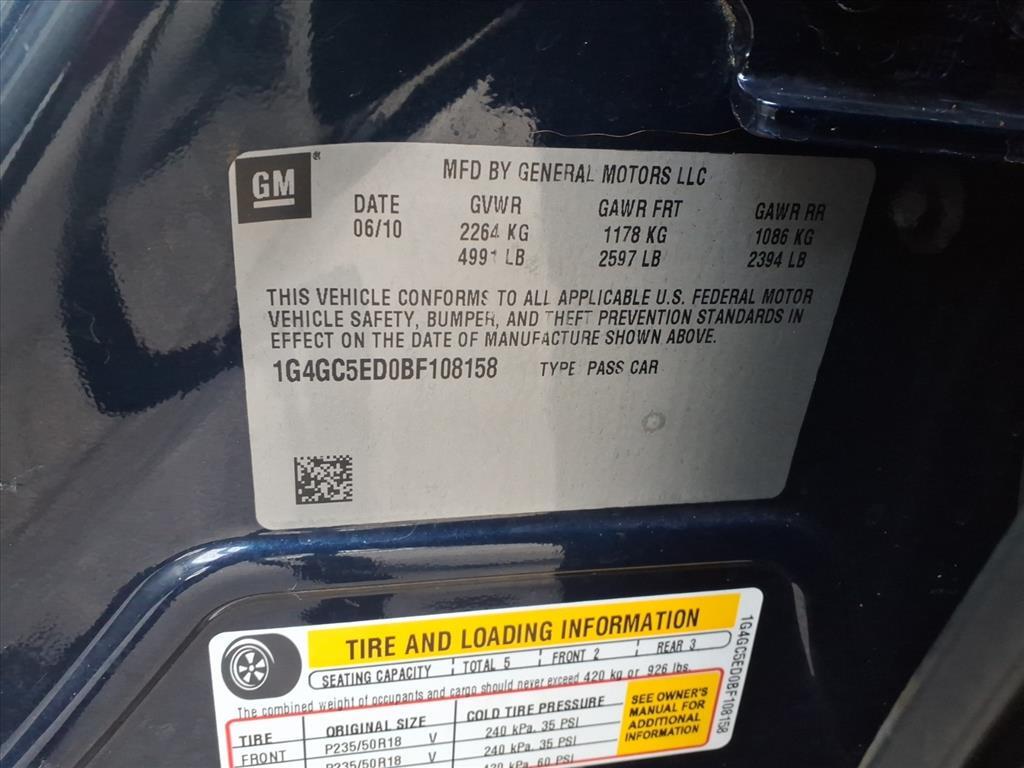 GM
MFD BY GENERAL MOTORS LLC
DATE GVWR GAWR FRT GAWR RR
06/10 2264 KG 1178 KG 1086 KG
4991 LB 2597 LB 2394 LB
THIS VEHICLE CONFORMS TO ALL APPLICABLE U.S. FEDERAL MOTOR
VEHICLE SAFETY, BUMPER, AND THEFT PREVENTION STANDARDS IN
EFFECT ON THE DATE OF MANUFACTURE SHOWN ABOVE.
1G4GC5ED0BF108158 TYPE PASS CAR
TIRE AND LOADING INFORMATION
SEATING CAPACITY TOTAL 5 FRONT 2 REAR 3
The combined weight of occupants and cargo should never exceed 420 kg or 926 lbs.
TIRE ORIGINAL SIZE COLD TIRE PRESSURE
FRONT P235/50R18 V 240 kPa, 35 PSI
P235/50R18 V 240 kPa, 35 PSI
420 kPa, 60 PSI
SEE OWNER'S
MANUAL FOR
ADDITIONAL
INFORMATION
1G4GC5ED0BF108158